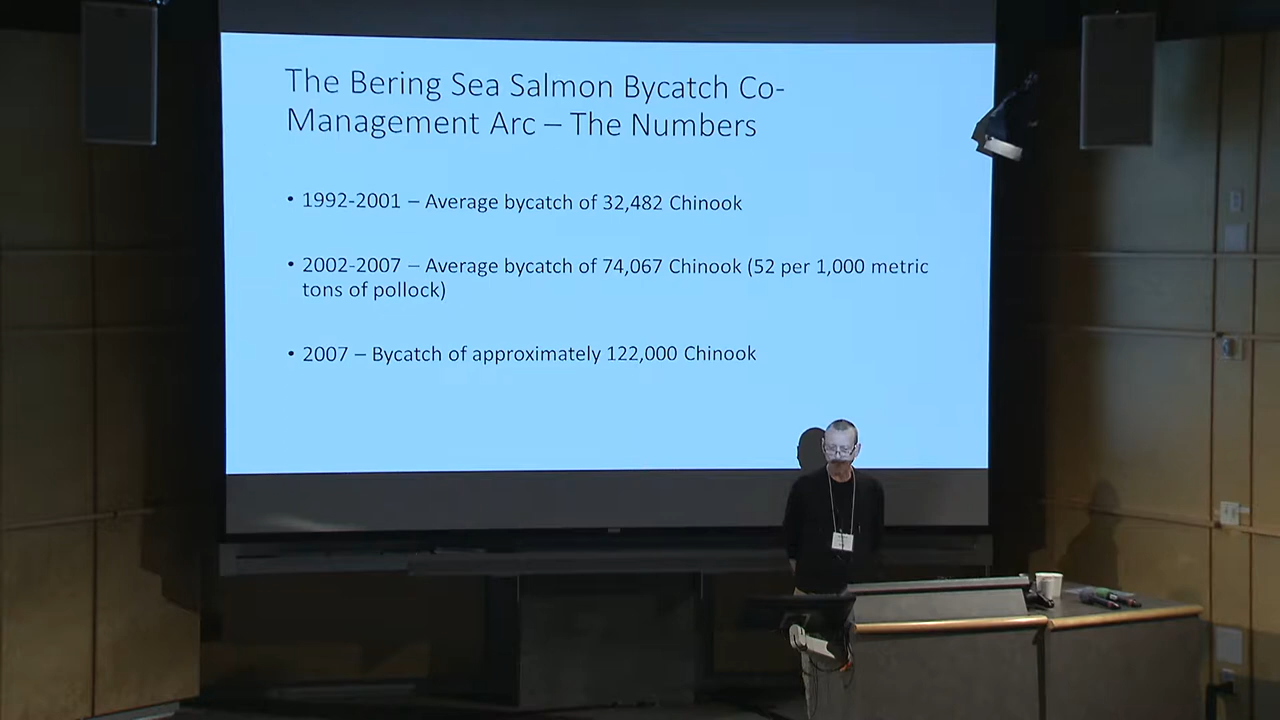 The Bering Sea Salmon Bycatch Co-
Management Arc – The Numbers
• 1992-2001 – Average bycatch of 32,482 Chinook
• 2002-2007 – Average bycatch of 74,067 Chinook (52 per 1,000 metric
tons of pollock)
• 2007 – Bycatch of approximately 122,000 Chinook